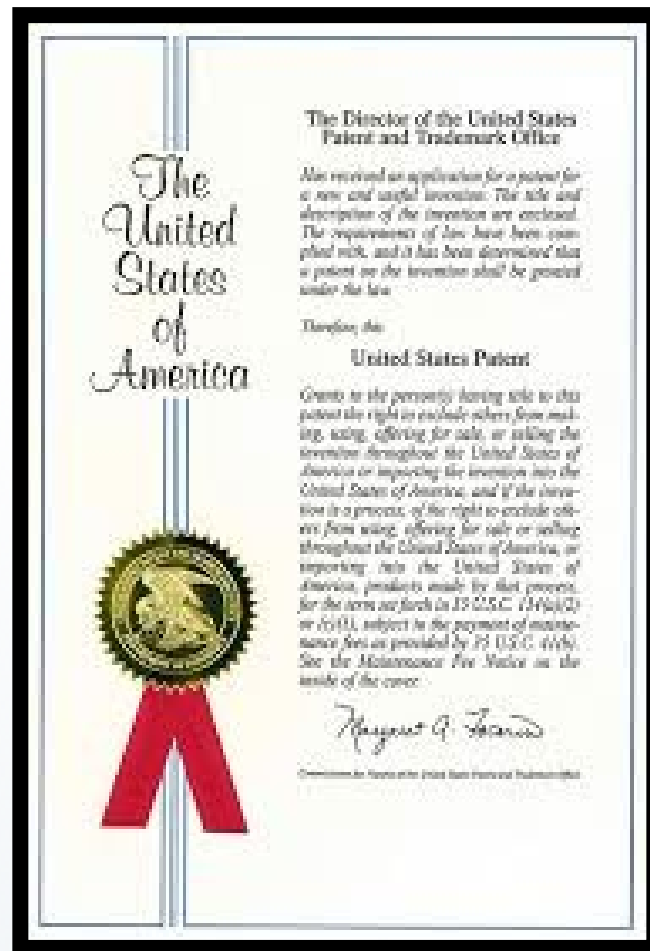 The
United
States
of
America
The Director of the United States
Patent and Trademark Office
Has received an application for a patent for
a new and useful invention. The title and
description of the invention are enclosed.
The requirements of law have been com-
plied with, and it has been determined that
a patent on the invention shall be granted
under the law.
Therefore, this
United States Patent
Grants to the person(s) having title to this
patent the right to exclude others from mak-
ing, using, offering for sale, or selling the
invention throughout the United States of
America or importing the invention into the
United States of America, and if the inven-
tion is a process, of the right to exclude oth-
ers from using, offering for sale or selling
throughout the United States of America, or
importing into the United States of
America, products made by that process,
for the term set forth in 35 U.S.C. 154(a)(2)
or (c)(1), subject to the payment of mainte-
nance fees as provided by 35 U.S.C. 41(b).
See the Maintenance Fee Notice on the
inside of the cover.
Margaret A.